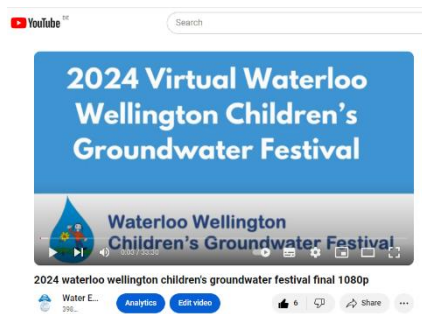 YouTube
Search
2024 Virtual Waterloo
Wellington Children's
Groundwater Festival
Waterloo Wellington
Children's Groundwater Festival
2024 waterloo wellington children's groundwater festival final 1080p
Water E...
Analytics
Edit video
6
Share